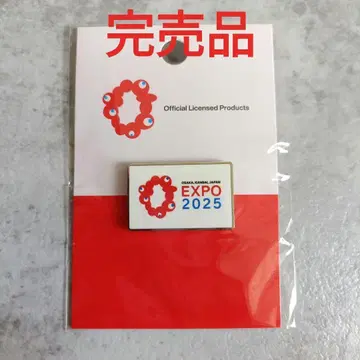 完売品
Official Licensed Products
OSAKA, KANSAI, JAPAN
EXPO
2025